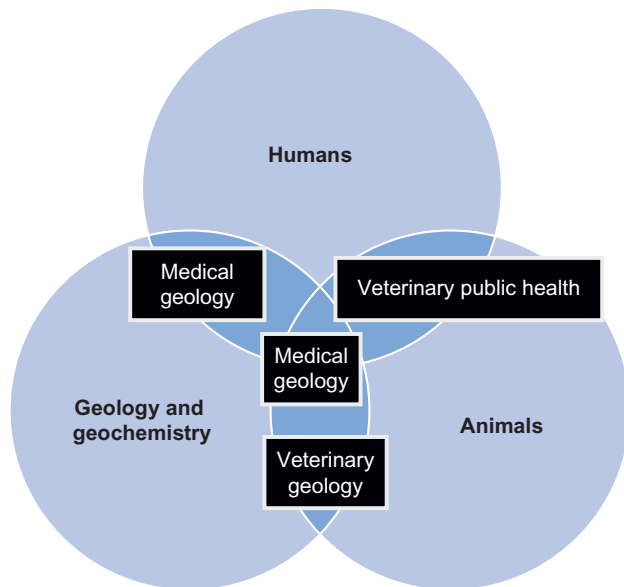 Humans
Medical
geology
Veterinary public health
Medical
geology
Geology and
geochemistry
Animals
Veterinary
geology